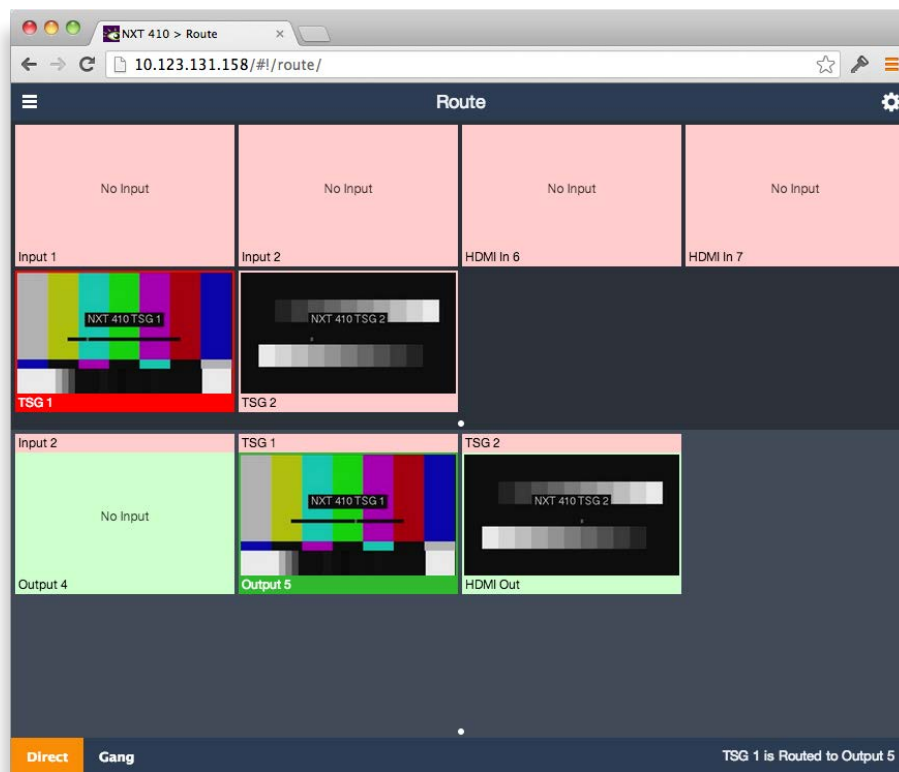 NXT 410 > Route
10.123.131.158/#!/route/
Route
No Input
No Input
No Input
No Input
Input 1
Input 2
HDMI In 6
HDMI In 7
NXT 410 TSG 1
NXT 410 TSG 2
TSG 1
TSG 2
Input 2
TSG 1
TSG 2
No Input
NXT 410 TSG 1
NXT 410 TSG 2
Output 4
Output 5
HDMI Out
Direct
Gang
TSG 1 is Routed to Output 5